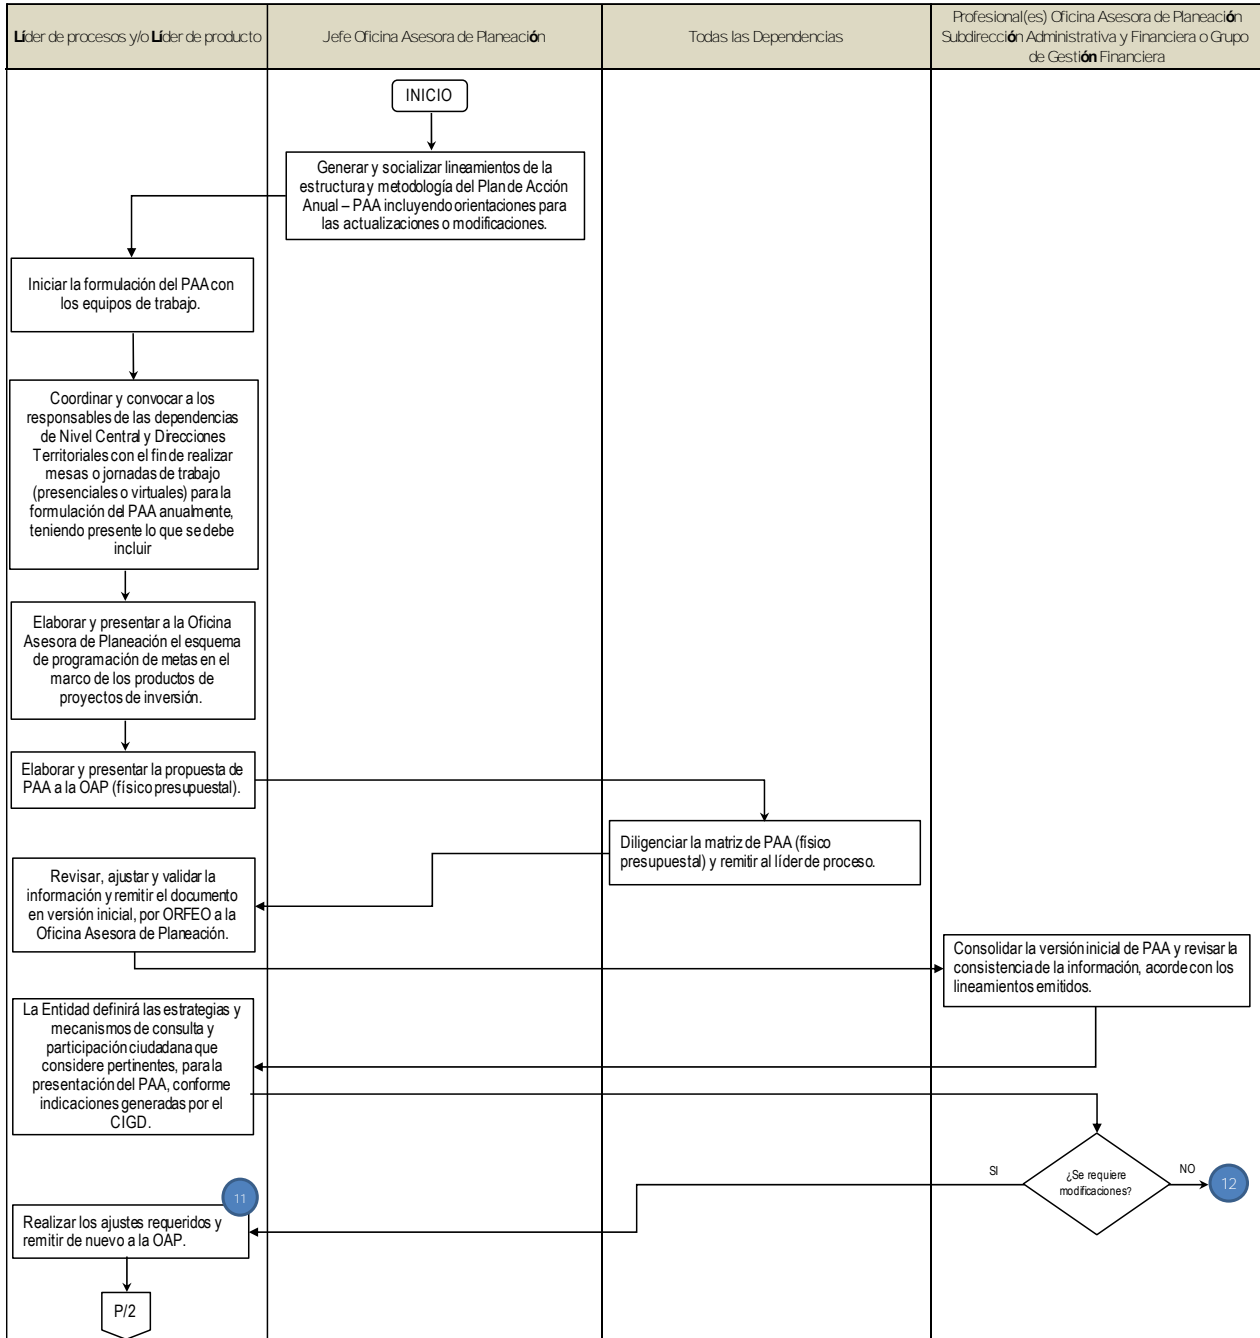 Líder de procesos y/o Líder de producto
Jefe Oficina Asesora de Planeación
Todas las Dependencias
Profesional(es) Oficina Asesora de Planeación
Subdirección Administrativa y Financiera o Grupo
de Gestión Financiera
INICIO
Generar y socializar lineamientos de la
estructura y metodología del Plan de Acción
Anual – PAA incluyendo orientaciones para
las actualizaciones o modificaciones.
Iniciar la formulación del PAA con
los equipos de trabajo.
Coordinar y convocar a los
responsables de las dependencias
de Nivel Central y Direcciones
Territoriales con el fin de realizar
mesas o jornadas de trabajo
(presenciales o virtuales) para la
formulación del PAA anualmente,
teniendo presente lo que se debe
incluir
Elaborar y presentar a la Oficina
Asesora de Planeación el esquema
de programación de metas en el
marco de los productos de
proyectos de inversión.
Elaborar y presentar la propuesta de
PAA a la OAP (físico presupuestal).
Diligenciar la matriz de PAA (físico
presupuestal) y remitir al líder de proceso.
Revisar, ajustar y validar la
información y remitir el documento
en versión inicial, por ORFEO a la
Oficina Asesora de Planeación.
Consolidar la versión inicial de PAA y revisar la
consistencia de la información, acorde con los
lineamientos emitidos.
La Entidad definirá las estrategias y
mecanismos de consulta y
participación ciudadana que
considere pertinentes, para la
presentación del PAA, conforme
indicaciones generadas por el
CIGD.
¿Se requiere
modificaciones?
SI
NO
12
11
Realizar los ajustes requeridos y
remitir de nuevo a la OAP.
P/2